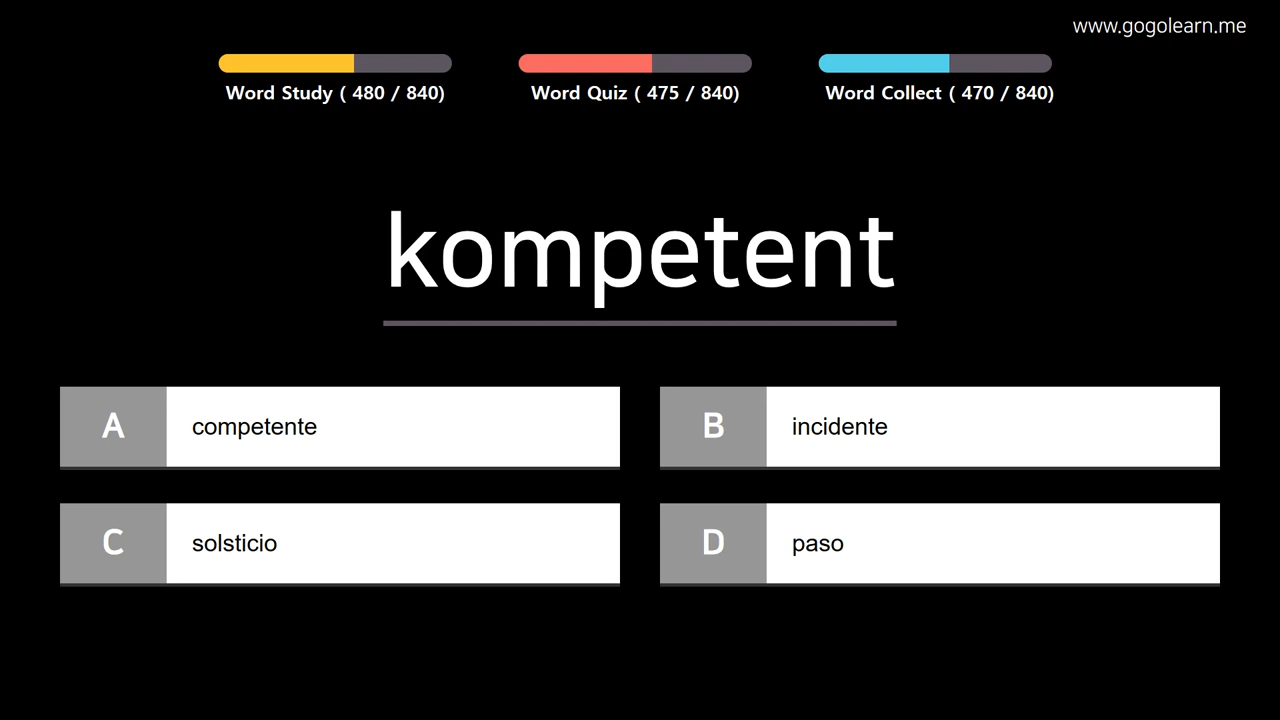 www.gogolearn.me
Word Study ( 480 / 840)
Word Quiz ( 475 / 840)
Word Collect ( 470 / 840)
kompetent
A competente
B incidente
C solsticio
D paso